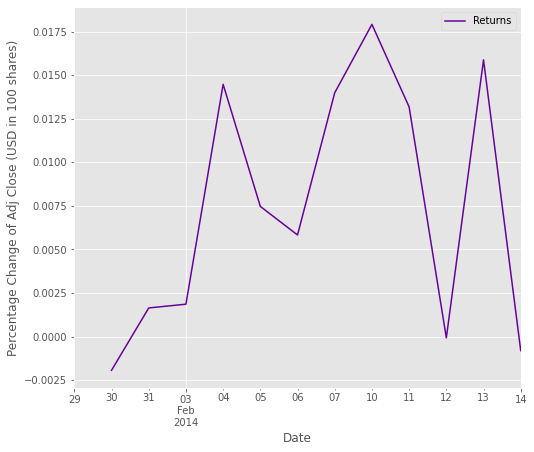 Returns
Percentage Change of Adj Close (USD in 100 shares)
0.0175
0.0150
0.0125
0.0100
0.0075
0.0050
0.0025
0.0000
−0.0025
29 30 31 03 04 05 06 07 10 11 12 13 14
Feb
2014
Date